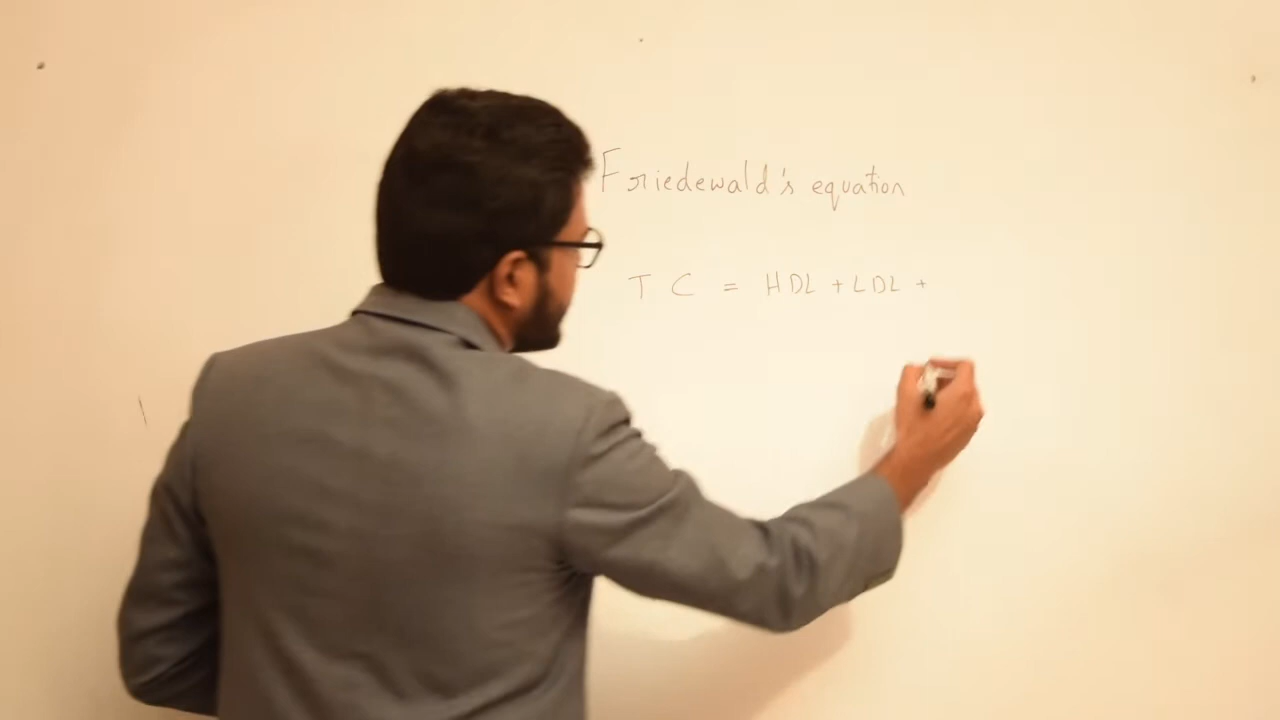 Friedewald's equation
T C = HDL + LDL +